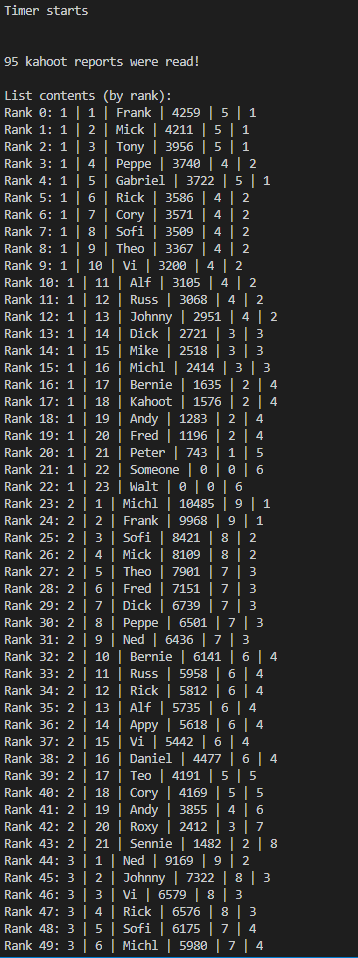 Timer starts
95 kahoot reports were read!
List contents (by rank):
Rank 0: 1 | 1 | Frank | 4259 | 5 | 1
Rank 1: 1 | 2 | Mick | 4211 | 5 | 1
Rank 2: 1 | 3 | Tony | 3956 | 5 | 1
Rank 3: 1 | 4 | Peppe | 3740 | 4 | 2
Rank 4: 1 | 5 | Gabriel | 3722 | 5 | 1
Rank 5: 1 | 6 | Rick | 3586 | 4 | 2
Rank 6: 1 | 7 | Cory | 3571 | 4 | 2
Rank 7: 1 | 8 | Sofi | 3509 | 4 | 2
Rank 8: 1 | 9 | Theo | 3367 | 4 | 2
Rank 9: 1 | 10 | Vi | 3200 | 4 | 2
Rank 10: 1 | 11 | Alf | 3105 | 4 | 2
Rank 11: 1 | 12 | Russ | 3068 | 4 | 2
Rank 12: 1 | 13 | Johnny | 2951 | 4 | 2
Rank 13: 1 | 14 | Dick | 2721 | 3 | 3
Rank 14: 1 | 15 | Mike | 2518 | 3 | 3
Rank 15: 1 | 16 | Michl | 2414 | 3 | 3
Rank 16: 1 | 17 | Bernie | 1635 | 2 | 4
Rank 17: 1 | 18 | Kahoot | 1576 | 2 | 4
Rank 18: 1 | 19 | Andy | 1283 | 2 | 4
Rank 19: 1 | 20 | Fred | 1196 | 2 | 4
Rank 20: 1 | 21 | Peter | 743 | 1 | 5
Rank 21: 1 | 22 | Someone | 0 | 0 | 6
Rank 22: 1 | 23 | Walt | 0 | 0 | 6
Rank 23: 2 | 1 | Michl | 10485 | 9 | 1
Rank 24: 2 | 2 | Frank | 9968 | 9 | 1
Rank 25: 2 | 3 | Sofi | 8421 | 8 | 2
Rank 26: 2 | 4 | Mick | 8109 | 8 | 2
Rank 27: 2 | 5 | Theo | 7901 | 7 | 3
Rank 28: 2 | 6 | Fred | 7151 | 7 | 3
Rank 29: 2 | 7 | Dick | 6739 | 7 | 3
Rank 30: 2 | 8 | Peppe | 6501 | 7 | 3
Rank 31: 2 | 9 | Ned | 6436 | 7 | 3
Rank 32: 2 | 10 | Bernie | 6141 | 6 | 4
Rank 33: 2 | 11 | Russ | 5958 | 6 | 4
Rank 34: 2 | 12 | Rick | 5812 | 6 | 4
Rank 35: 2 | 13 | Alf | 5735 | 6 | 4
Rank 36: 2 | 14 | Appy | 5618 | 6 | 4
Rank 37: 2 | 15 | Vi | 5442 | 6 | 4
Rank 38: 2 | 16 | Daniel | 4477 | 6 | 4
Rank 39: 2 | 17 | Teo | 4191 | 5 | 5
Rank 40: 2 | 18 | Cory | 4169 | 5 | 5
Rank 41: 2 | 19 | Andy | 3855 | 4 | 6
Rank 42: 2 | 20 | Roxy | 2412 | 3 | 7
Rank 43: 2 | 21 | Sennie | 1482 | 2 | 8
Rank 44: 3 | 1 | Ned | 9169 | 9 | 2
Rank 45: 3 | 2 | Johnny | 7322 | 8 | 3
Rank 46: 3 | 3 | Vi | 6579 | 8 | 3
Rank 47: 3 | 4 | Rick | 6576 | 8 | 3
Rank 48: 3 | 5 | Sofi | 6175 | 7 | 4
Rank 49: 3 | 6 | Michl | 5980 | 7 | 4